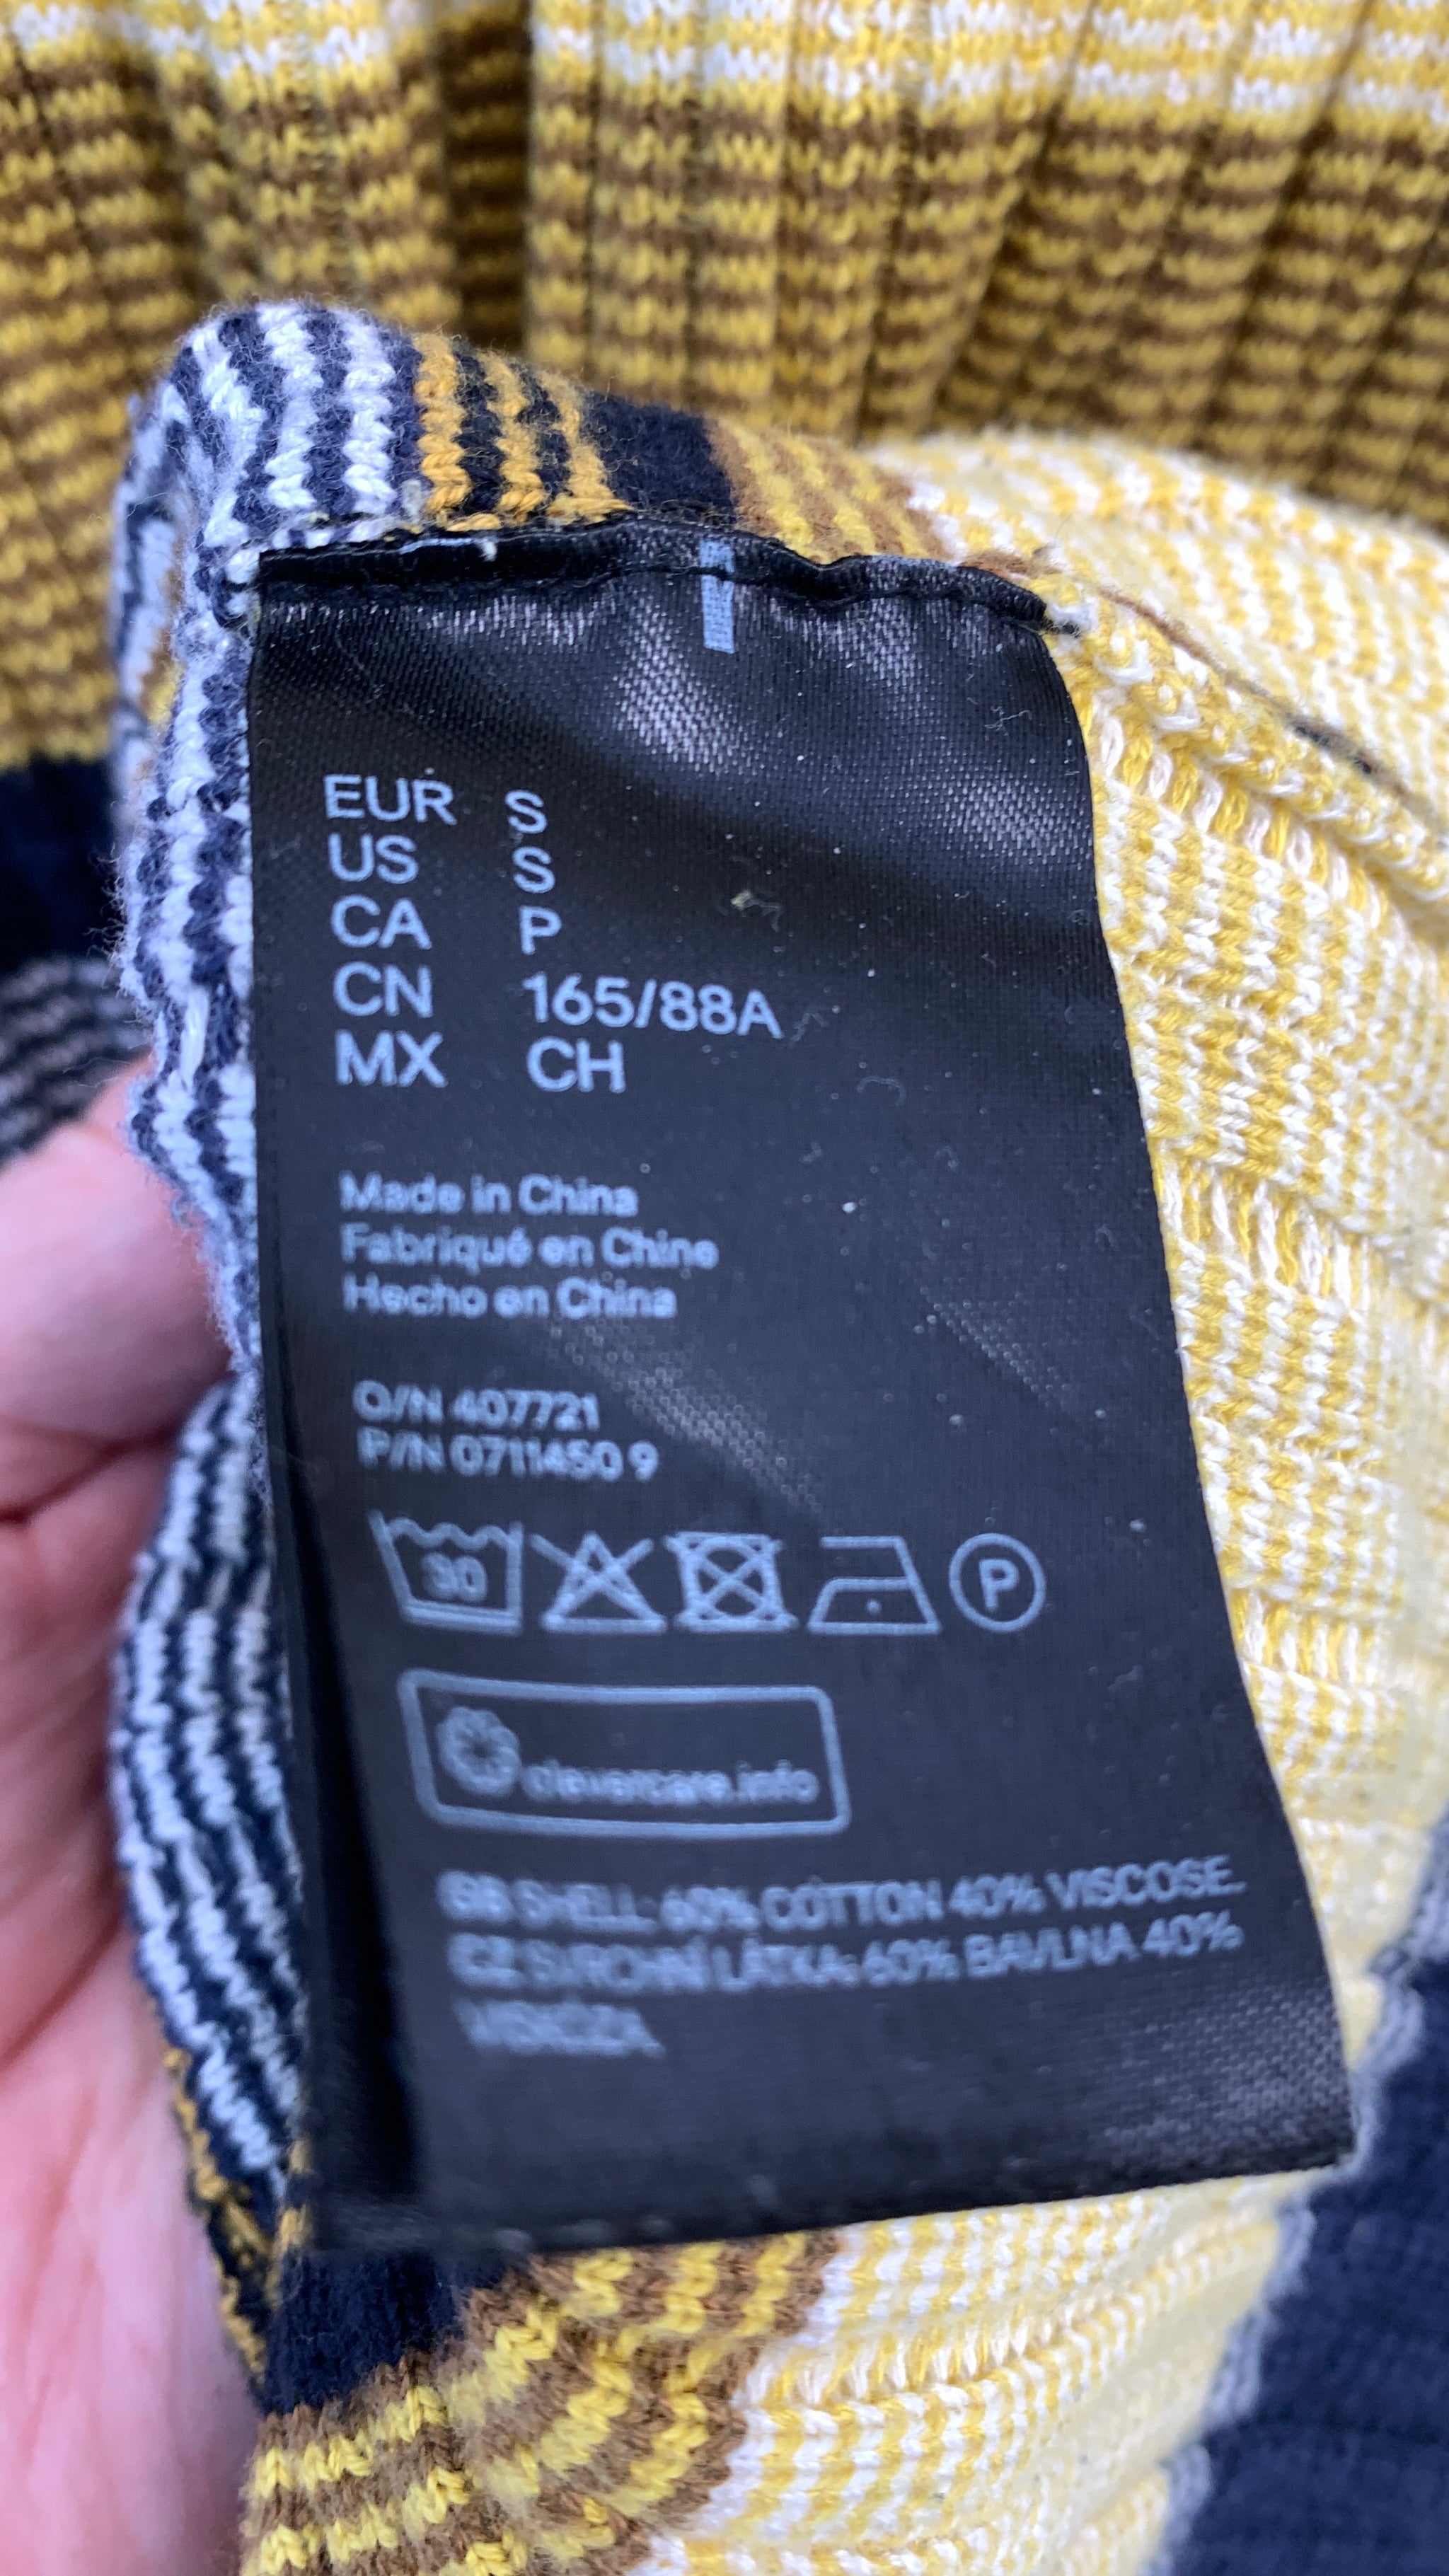 EUR S
US S
CA P
CN 165/88A
MX CH
Made in China
Fabriqué en Chine
Hecho en China
O/N 407721
P/N 0711450 9
30
P
clevercare.info
GB SHELL: 60% COTTON 40% VISCOSE.
CZ SVRCHNÍ LÁTKA: 60% BAVLNA 40%
VISKÓZA